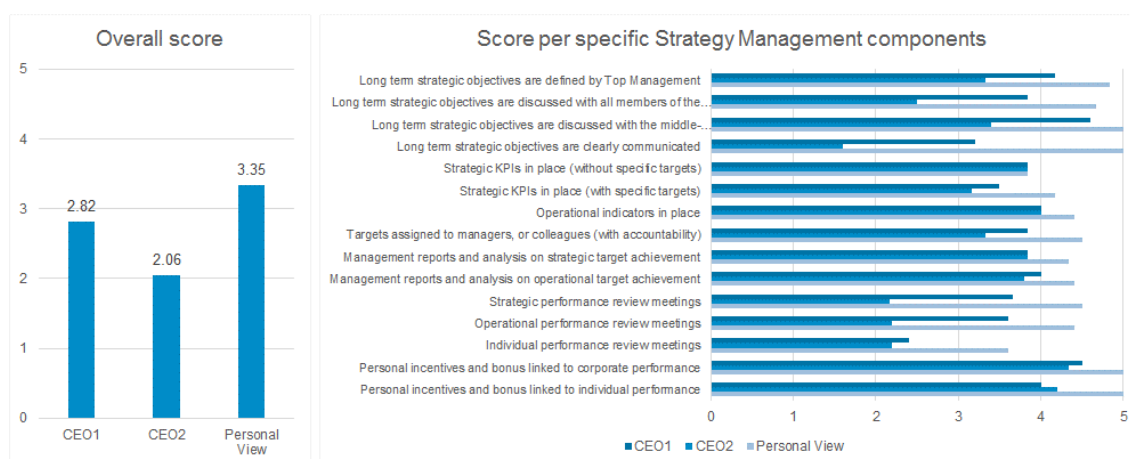 Overall score
5
4
3
2
1
0
2.82
2.06
3.35
CEO1
CEO2
Personal
View
Score per specific Strategy Management components
Long term strategic objectives are defined by Top Management
Long term strategic objectives are discussed with all members of the...
Long term strategic objectives are discussed with the middle-...
Long term strategic objectives are clearly communicated
Strategic KPIs in place (without specific targets)
Strategic KPIs in place (with specific targets)
Operational indicators in place
Targets assigned to managers, or colleagues (with accountability)
Management reports and analysis on strategic target achievement
Management reports and analysis on operational target achievement
Strategic performance review meetings
Operational performance review meetings
Individual performance review meetings
Personal incentives and bonus linked to corporate performance
Personal incentives and bonus linked to individual performance
0 1 2 3 4 5
CEO1 CEO2 Personal View